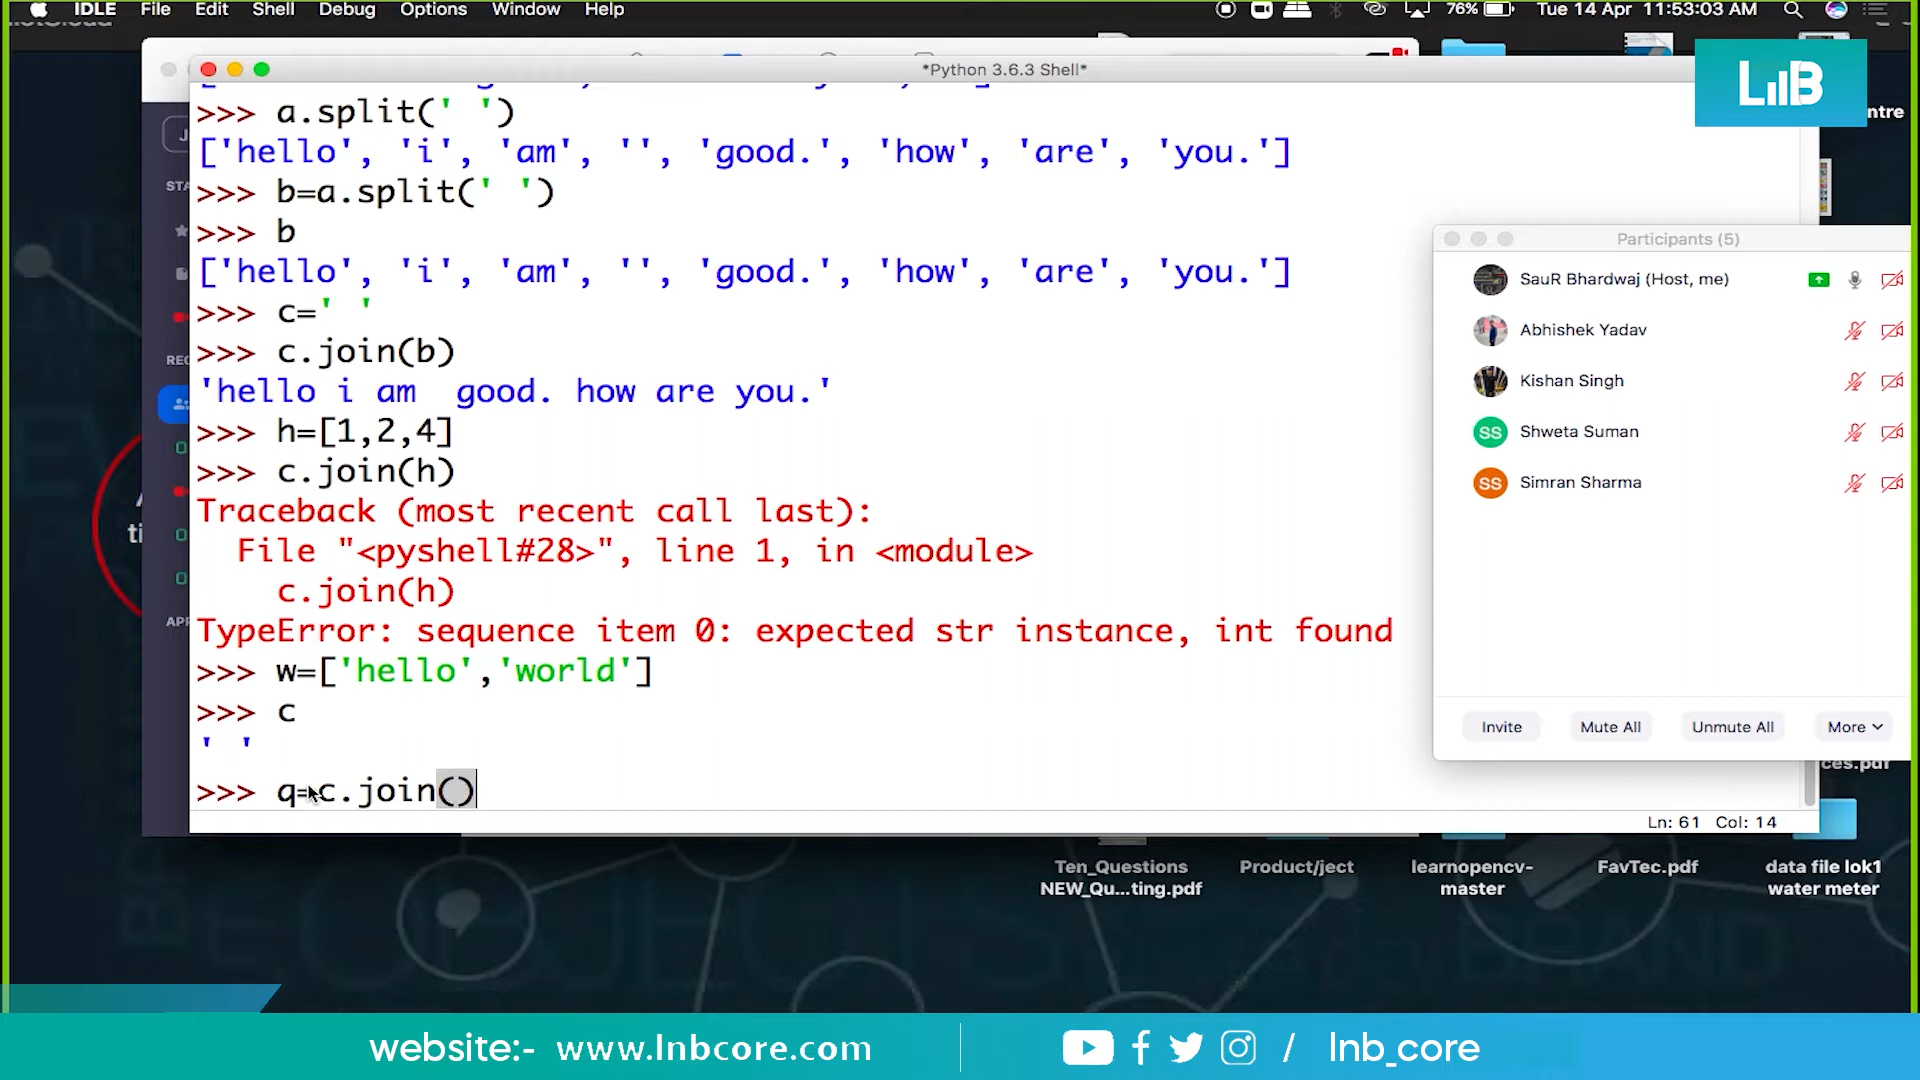 IDLE File Edit Shell Debug Options Window Help
76% Tue 14 Apr 11:53:03 AM
*Python 3.6.3 Shell*
LnB
>>> a.split(' ')
['hello', 'i', 'am', '', 'good.', 'how', 'are', 'you.']
>>> b=a.split(' ')
>>> b
['hello', 'i', 'am', '', 'good.', 'how', 'are', 'you.']
>>> c=' '
>>> c.join(b)
'hello i am  good. how are you.'
>>> h=[1,2,4]
>>> c.join(h)
Traceback (most recent call last):
  File "<pyshell#28>", line 1, in <module>
    c.join(h)
TypeError: sequence item 0: expected str instance, int found
>>> w=['hello','world']
>>> c
' '
>>> q=c.join()
Ln: 61 Col: 14
Participants (5)
SauR Bhardwaj (Host, me)
Abhishek Yadav
Kishan Singh
SS Shweta Suman
SS Simran Sharma
Invite Mute All Unmute All More
Ten_Questions
NEW_Qu...ting.pdf
Product/ject
learnopencv-
master
FavTec.pdf
data file lok1
water meter
website:- www.lnbcore.com
/ lnb_core